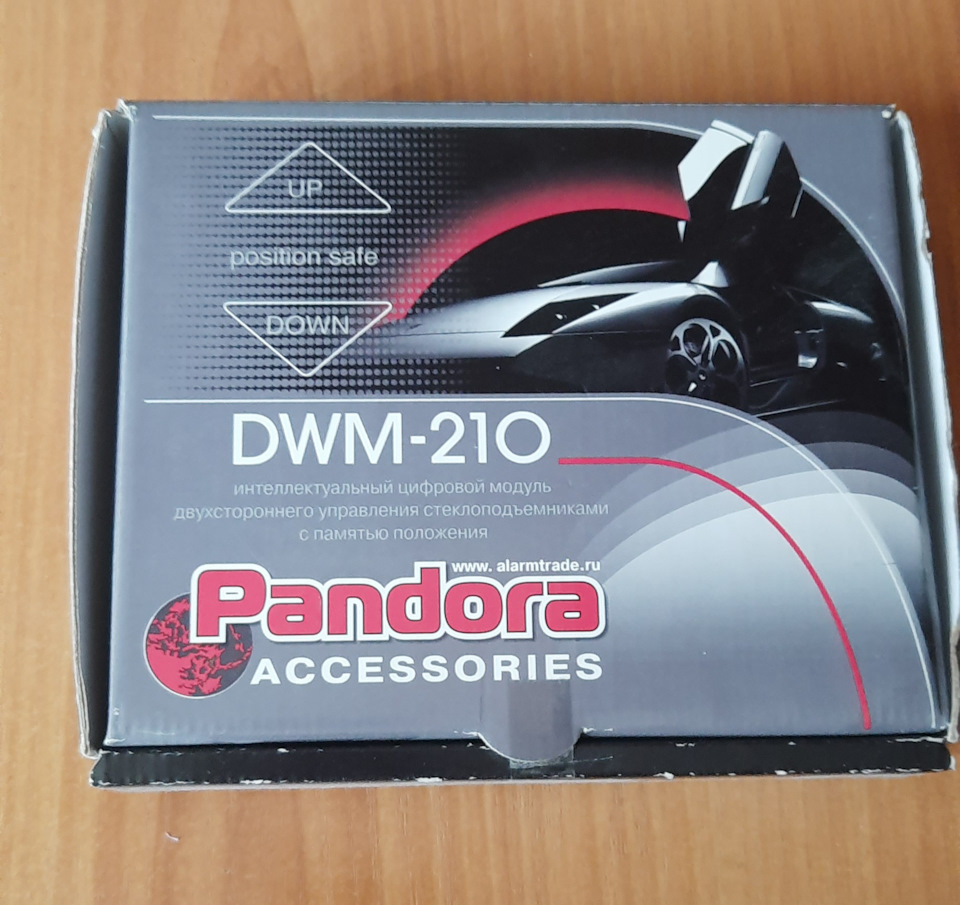 UP
position safe
DOWN
DWM-210
интеллектуальный цифровой модуль
двухстороннего управления стеклоподъемниками
с памятью положения
www. alarmtrade.ru
Pandora
ACCESSORIES